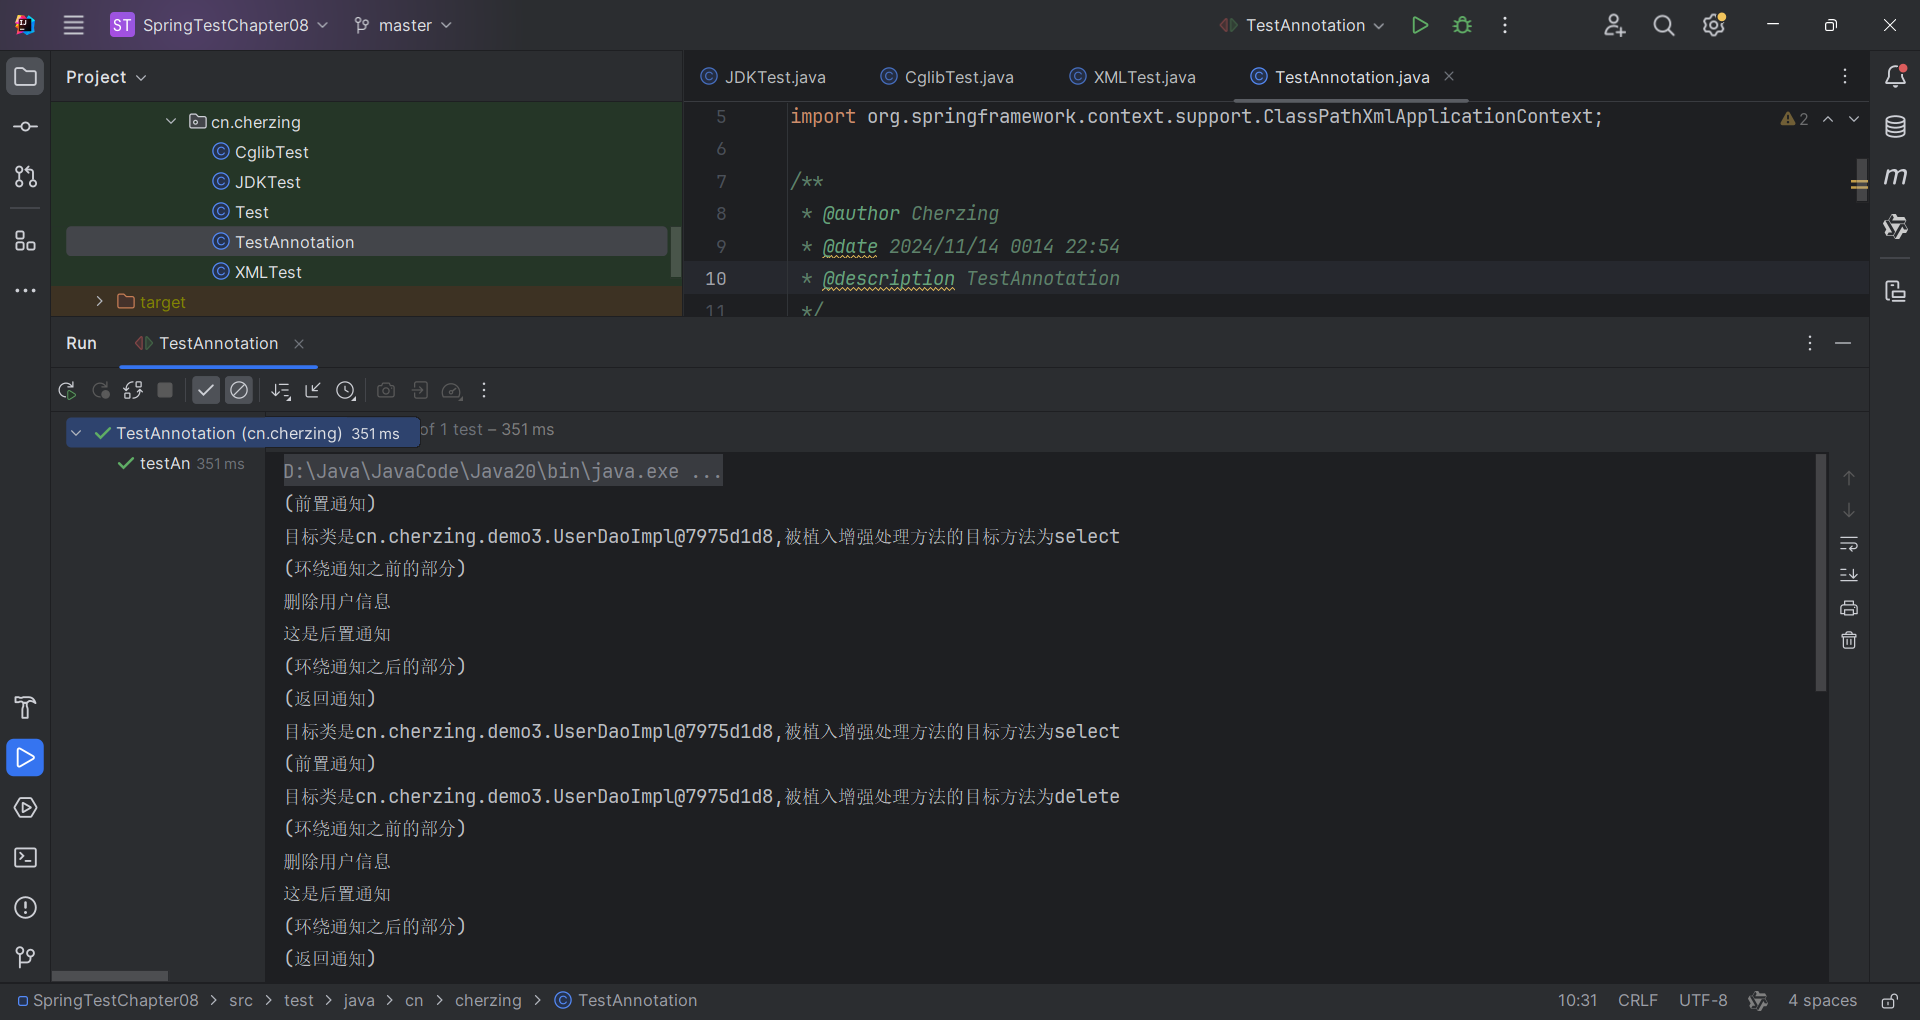 ST SpringTestChapter08 master TestAnnotation
Project
JDKTest.java CglibTest.java XMLTest.java TestAnnotation.java
cn.cherzing
CglibTest
JDKTest
Test
TestAnnotation
XMLTest
target
5 import org.springframework.context.support.ClassPathXmlApplicationContext;
2
6
7 /**
8 * @author Cherzing
9 * @date 2024/11/14 0014 22:54
10 * @description TestAnnotation
11 */
Run TestAnnotation
TestAnnotation (cn.cherzing) 351 ms
of 1 test – 351 ms
testAn 351 ms
D:\Java\JavaCode\Java20\bin\java.exe ...
(前置通知)
目标类是cn.cherzing.demo3.UserDaoImpl@7975d1d8,被植入增强处理方法的目标方法为select
(环绕通知之前的部分)
删除用户信息
这是后置通知
(环绕通知之后的部分)
(返回通知)
目标类是cn.cherzing.demo3.UserDaoImpl@7975d1d8,被植入增强处理方法的目标方法为select
(前置通知)
目标类是cn.cherzing.demo3.UserDaoImpl@7975d1d8,被植入增强处理方法的目标方法为delete
(环绕通知之前的部分)
删除用户信息
这是后置通知
(环绕通知之后的部分)
(返回通知)
SpringTestChapter08 > src > test > java > cn > cherzing > TestAnnotation
10:31 CRLF UTF-8 4 spaces